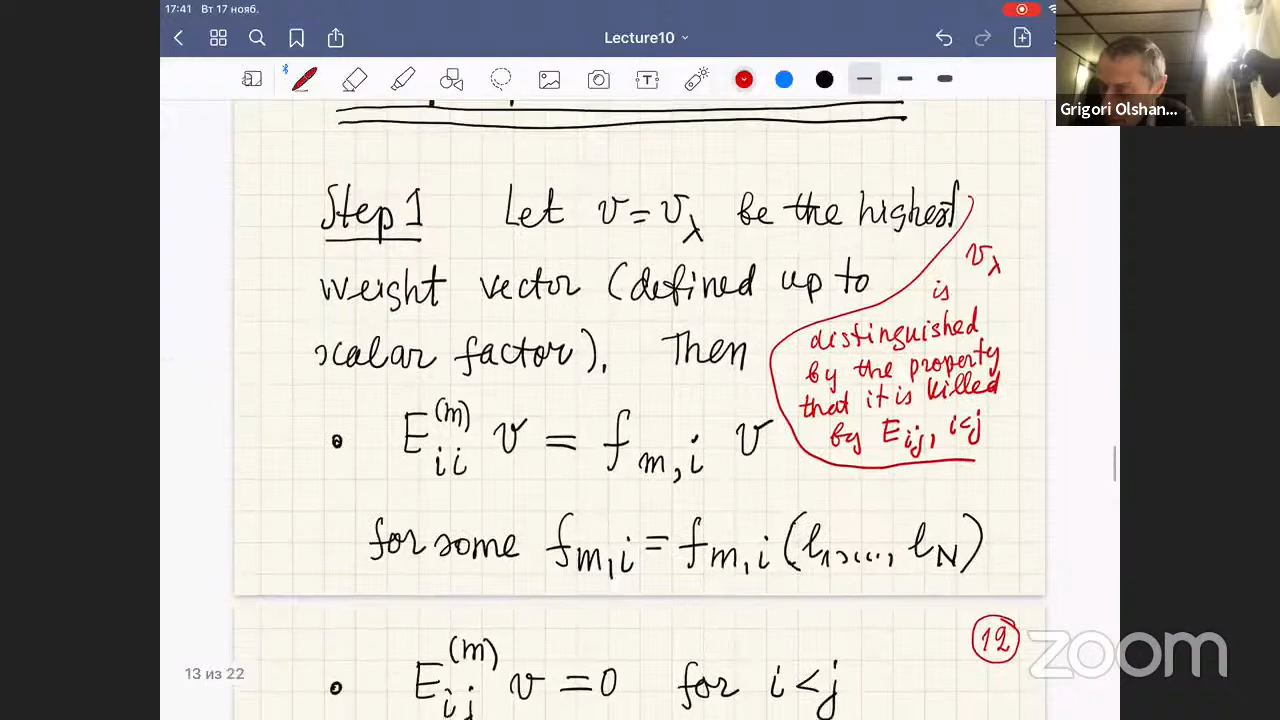 17:41 Вт 17 нояб.
Lecture10
Grigori Olshan...
Step 1 Let v = v_λ be the highest
weight vector (defined up to
scalar factor). Then
v_λ
is
distinguished
by the property
that it is killed
by E_ij, i<j
• E_ii^(m) v = f_m,i v
for some f_m,i = f_m,i (l_1,..., l_N)
12
zoom
13 из 22
• E_ij^(m) v = 0 for i < j